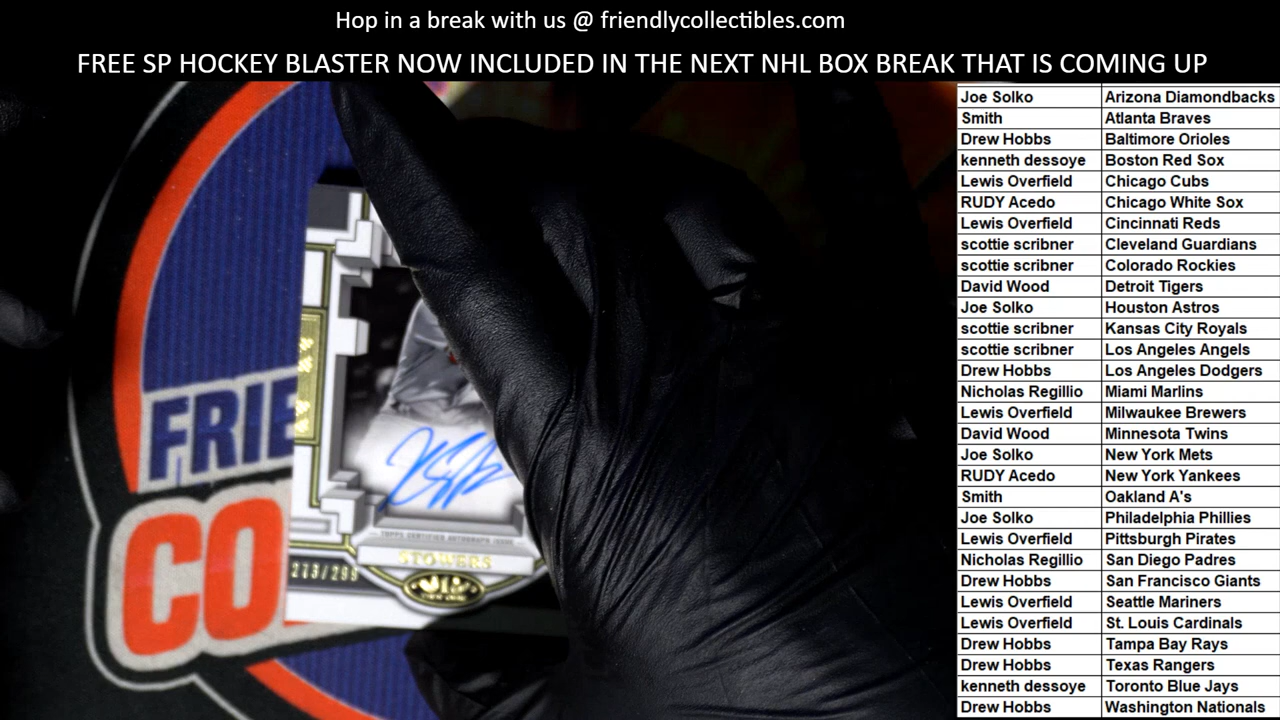 Hop in a break with us @ friendlycollectibles.com
FREE SP HOCKEY BLASTER NOW INCLUDED IN THE NEXT NHL BOX BREAK THAT IS COMING UP
Joe Solko Arizona Diamondbacks
Smith Atlanta Braves
Drew Hobbs Baltimore Orioles
kenneth dessoye Boston Red Sox
Lewis Overfield Chicago Cubs
RUDY Acedo Chicago White Sox
Lewis Overfield Cincinnati Reds
scottie scribner Cleveland Guardians
scottie scribner Colorado Rockies
David Wood Detroit Tigers
Joe Solko Houston Astros
scottie scribner Kansas City Royals
scottie scribner Los Angeles Angels
Drew Hobbs Los Angeles Dodgers
Nicholas Regillio Miami Marlins
Lewis Overfield Milwaukee Brewers
David Wood Minnesota Twins
Joe Solko New York Mets
RUDY Acedo New York Yankees
Smith Oakland A's
Joe Solko Philadelphia Phillies
Lewis Overfield Pittsburgh Pirates
Nicholas Regillio San Diego Padres
Drew Hobbs San Francisco Giants
Lewis Overfield Seattle Mariners
Lewis Overfield St. Louis Cardinals
Drew Hobbs Tampa Bay Rays
Drew Hobbs Texas Rangers
kenneth dessoye Toronto Blue Jays
Drew Hobbs Washington Nationals
FRIE
CO
TOPPS CERTIFIED AUTOGRAPH ISSUE
STOWERS
273/299